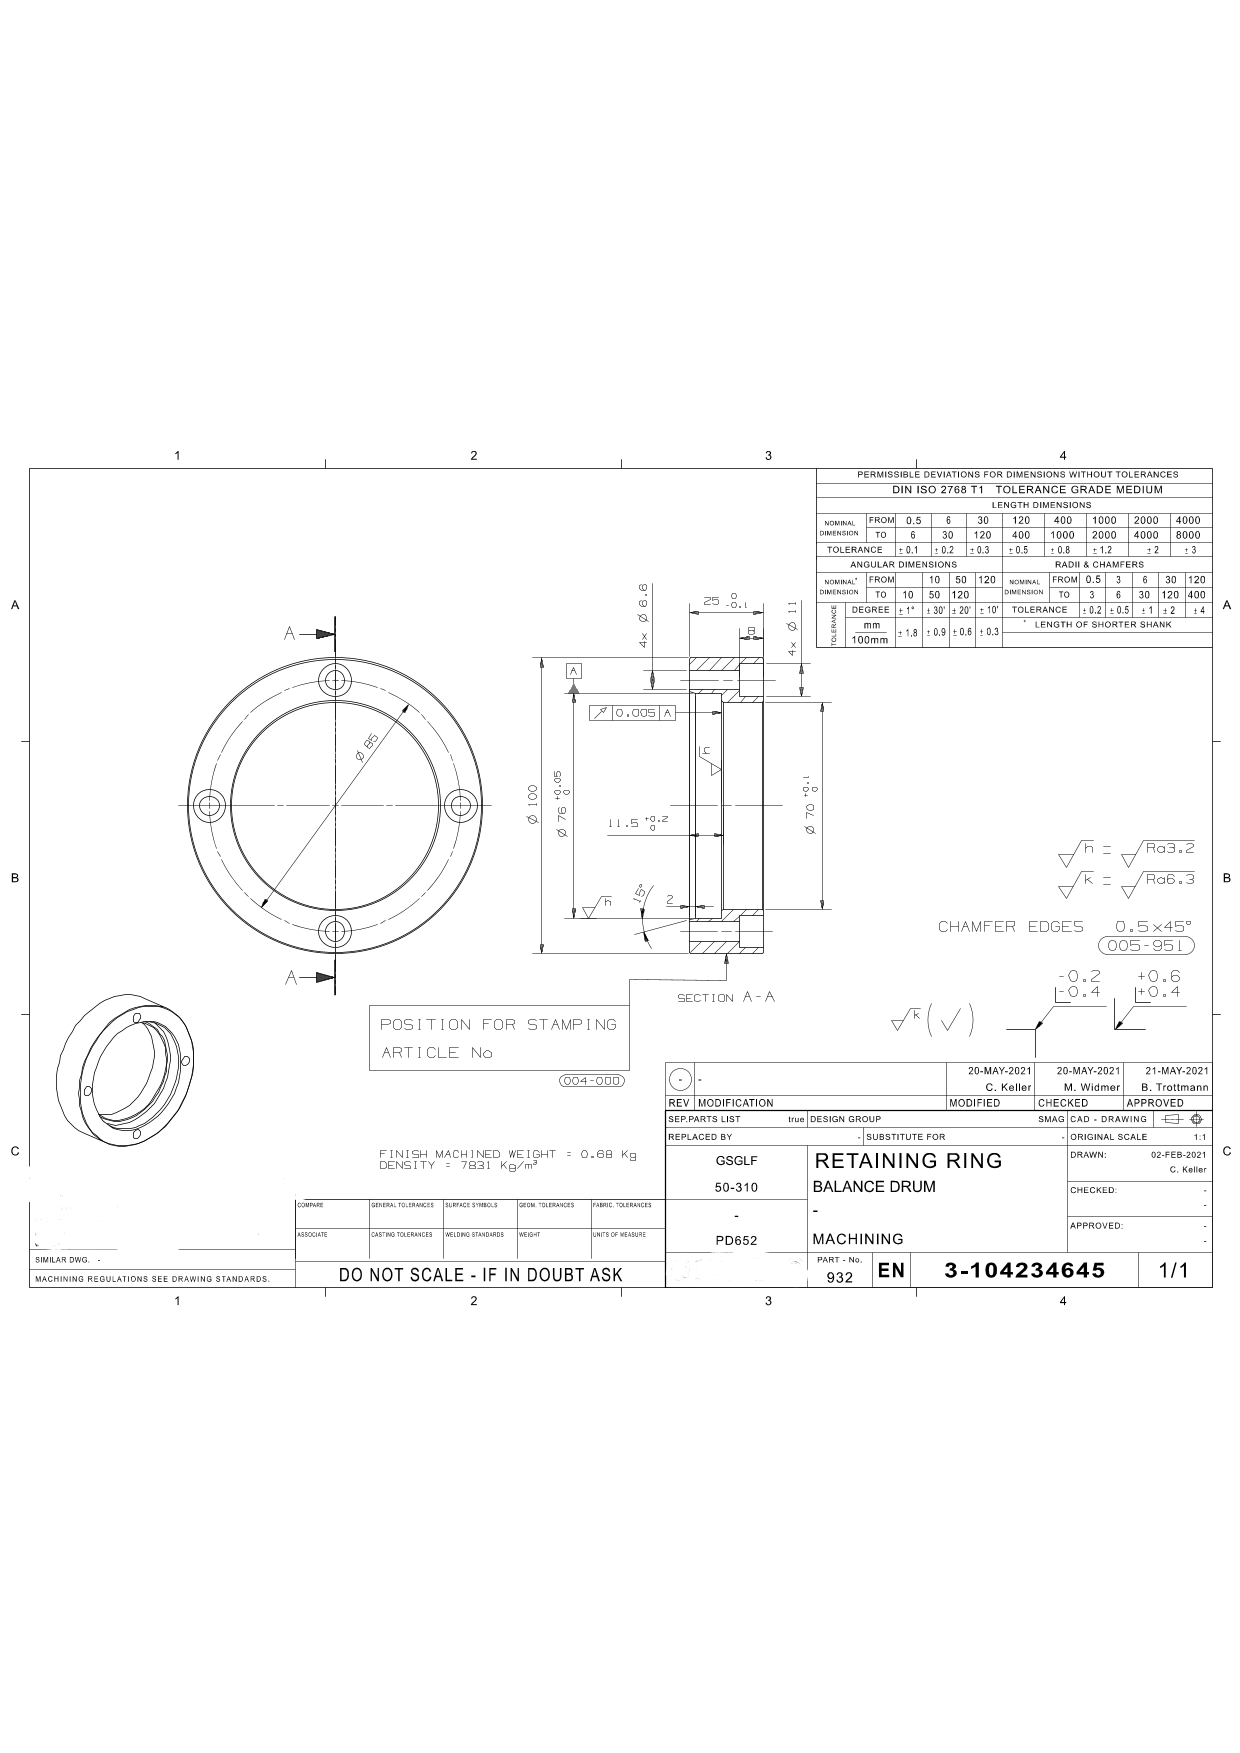 1 2 3 4
PERMISSIBLE DEVIATIONS FOR DIMENSIONS WITHOUT TOLERANCES
DIN ISO 2768 T1 TOLERANCE GRADE MEDIUM
LENGTH DIMENSIONS
NOMINAL DIMENSION FROM 0.5 6 30 120 400 1000 2000 4000
TO 6 30 120 400 1000 2000 4000 8000
TOLERANCE ± 0.1 ± 0.2 ± 0.3 ± 0.5 ± 0.8 ± 1.2 ± 2 ± 3
ANGULAR DIMENSIONS RADII & CHAMFERS
NOMINAL* DIMENSION FROM 10 50 120 NOMINAL DIMENSION FROM 0.5 3 6 30 120
TO 10 50 120 TO 3 6 30 120 400
TOLERANCE DEGREE ± 1° ± 30' ± 20' ± 10' TOLERANCE ± 0.2 ± 0.5 ± 1 ± 2 ± 4
mm 100mm ± 1.8 ± 0.9 ± 0.6 ± 0.3
* LENGTH OF SHORTER SHANK
A A
B B
C C
A
Ø 85
A
4x Ø 6.6
25 0 -0.1
8
4x Ø 11
A
0.005 A
h
Ø 100
Ø 76 +0.05 0
11.5 +0.2 0
Ø 70 +0.1 0
h
15°
2
SECTION A-A
POSITION FOR STAMPING
ARTICLE No
004-000
h = Ra3.2
k = Ra6.3
CHAMFER EDGES 0.5x45°
005-951
-0.2 +0.6
-0.4 +0.4
k ( )
FINISH MACHINED WEIGHT = 0.68 Kg
DENSITY = 7831 Kg/m³
- -
20-MAY-2021 20-MAY-2021 21-MAY-2021
C. Keller M. Widmer B. Trottmann
REV MODIFICATION MODIFIED CHECKED APPROVED
SEP.PARTS LIST true DESIGN GROUP SMAG CAD - DRAWING
REPLACED BY - SUBSTITUTE FOR - ORIGINAL SCALE 1:1
GSGLF
50-310
-
PD652
RETAINING RING
BALANCE DRUM
-
MACHINING
DRAWN: 02-FEB-2021
C. Keller
CHECKED: -
-
APPROVED: -
-
COMPARE GENERAL TOLERANCES SURFACE SYMBOLS GEOM. TOLERANCES FABRIC. TOLERANCES
ASSOCIATE CASTING TOLERANCES WELDING STANDARDS WEIGHT UNITS OF MEASURE
SIMILAR DWG. -
MACHINING REGULATIONS SEE DRAWING STANDARDS.
DO NOT SCALE - IF IN DOUBT ASK
PART - No.
932
EN
3-104234645
1/1
1 2 3 4